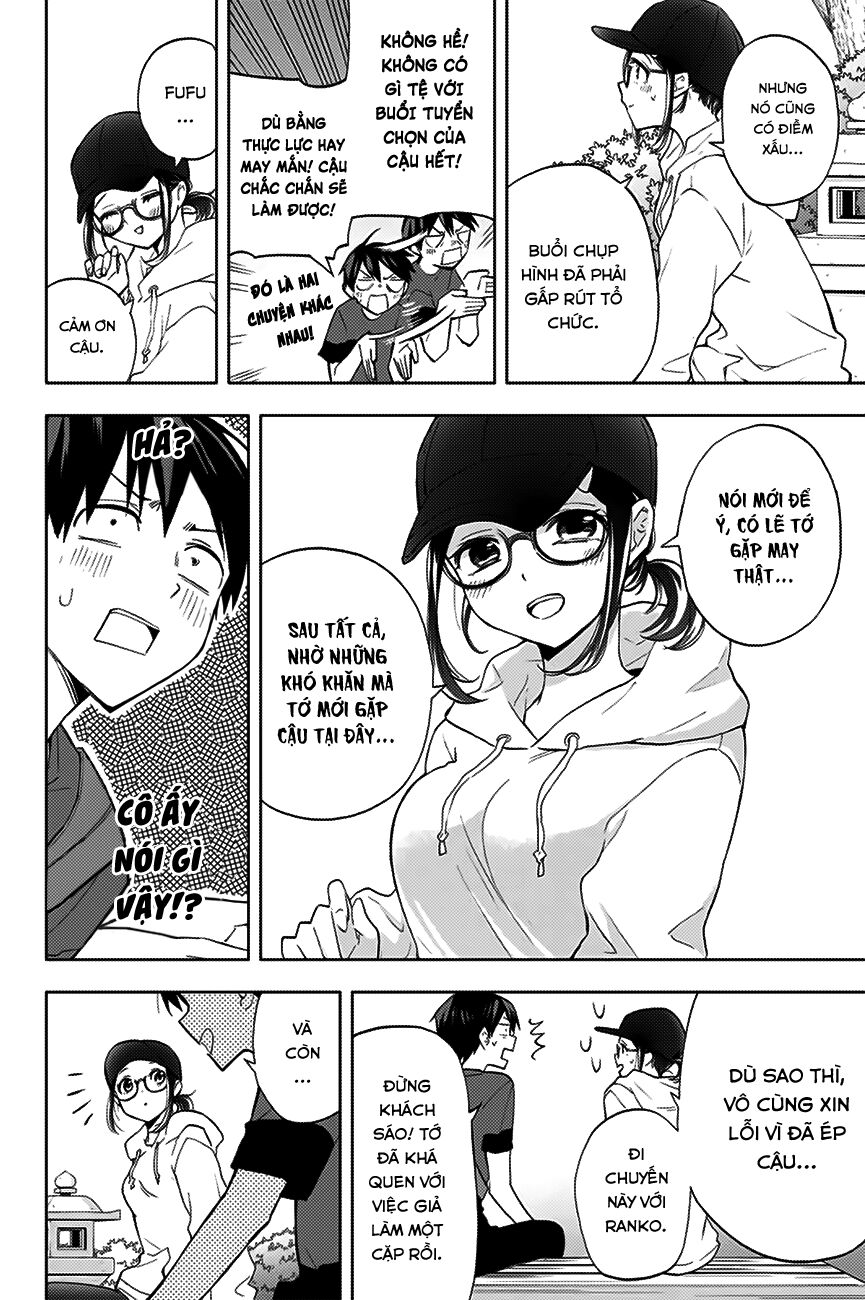 NHƯNG
NÓ CŨNG
CÓ ĐIỀM
XẤU...
BUỔI CHỤP
HÌNH ĐÃ PHẢI
GẤP RÚT TỔ
CHỨC.
KHÔNG HỀ!
KHÔNG CÓ
GÌ TỆ VỚI
BUỔI TUYỂN
CHỌN CỦA
CẬU HẾT!
DÙ BẰNG
THỰC LỰC HAY
MAY MẮN! CẬU
CHẮC CHẮN SẼ
LÀM ĐƯỢC!
ĐÓ LÀ HAI
CHUYỆN KHÁC
NHAU!
FUFU
...
CẢM ƠN
CẬU.
NÓI MỚI ĐỂ
Ý, CÓ LẼ TỚ
GẶP MAY
THẬT...
SAU TẤT CẢ,
NHỜ NHỮNG
KHÓ KHĂN MÀ
TỚ MỚI GẶP
CẬU TẠI ĐÂY...
HẢ?
CÔ ẤY
NÓI GÌ
VẬY!?
DÙ SAO THÌ,
VÔ CÙNG XIN
LỖI VÌ ĐÃ ÉP
CẬU...
ĐI
CHUYẾN
NÀY VỚI
RANKO.
ĐỪNG
KHÁCH
SÁO! TỚ
ĐÃ KHÁ
QUEN VỚI
VIỆC GIẢ
LÀM MỘT
CẶP RỒI.
VÀ
CÒN...